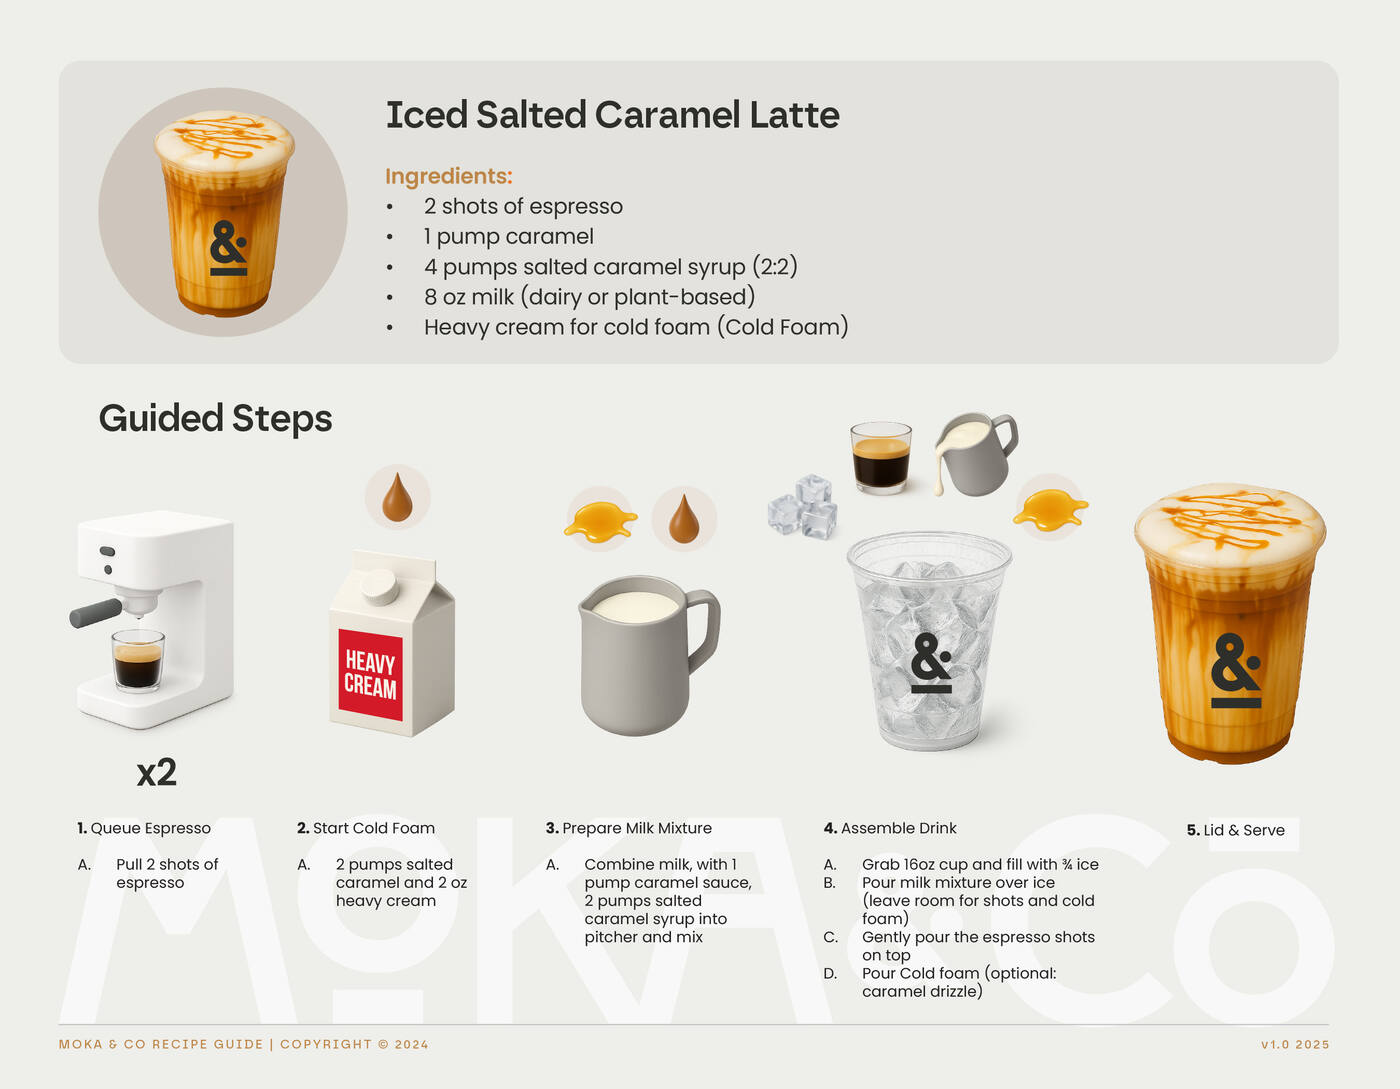 Iced Salted Caramel Latte
Ingredients:
• 2 shots of espresso
• 1 pump caramel
• 4 pumps salted caramel syrup (2:2)
• 8 oz milk (dairy or plant-based)
• Heavy cream for cold foam (Cold Foam)
&
Guided Steps
HEAVY
CREAM
&
&
x2
1. Queue Espresso
A. Pull 2 shots of
espresso
2. Start Cold Foam
A. 2 pumps salted
caramel and 2 oz
heavy cream
3. Prepare Milk Mixture
A. Combine milk, with 1
pump caramel sauce,
2 pumps salted
caramel syrup into
pitcher and mix
4. Assemble Drink
A. Grab 16oz cup and fill with ¾ ice
B. Pour milk mixture over ice
(leave room for shots and cold
foam)
C. Gently pour the espresso shots
on top
D. Pour Cold foam (optional:
caramel drizzle)
5. Lid & Serve
MOKA&CŌ
MOKA & CO RECIPE GUIDE | COPYRIGHT © 2024
v1.0 2025